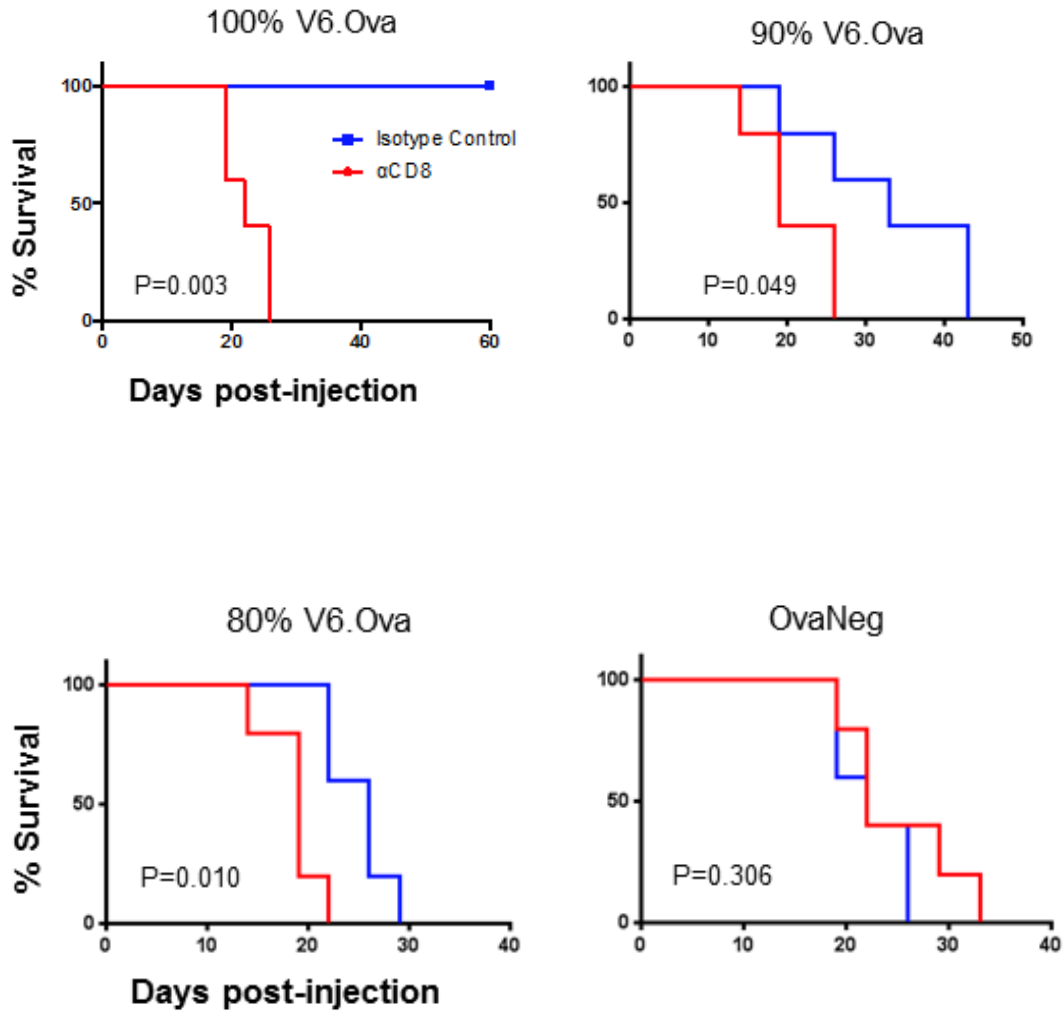 100% V6.Ova
100
50
0
% Survival
Isotype Control
αCD8
P=0.003
0 20 40 60
Days post-injection
90% V6.Ova
100
50
0
P=0.049
0 10 20 30 40 50
80% V6.Ova
100
50
0
% Survival
P=0.010
0 10 20 30 40
Days post-injection
OvaNeg
100
50
0
P=0.306
0 10 20 30 40